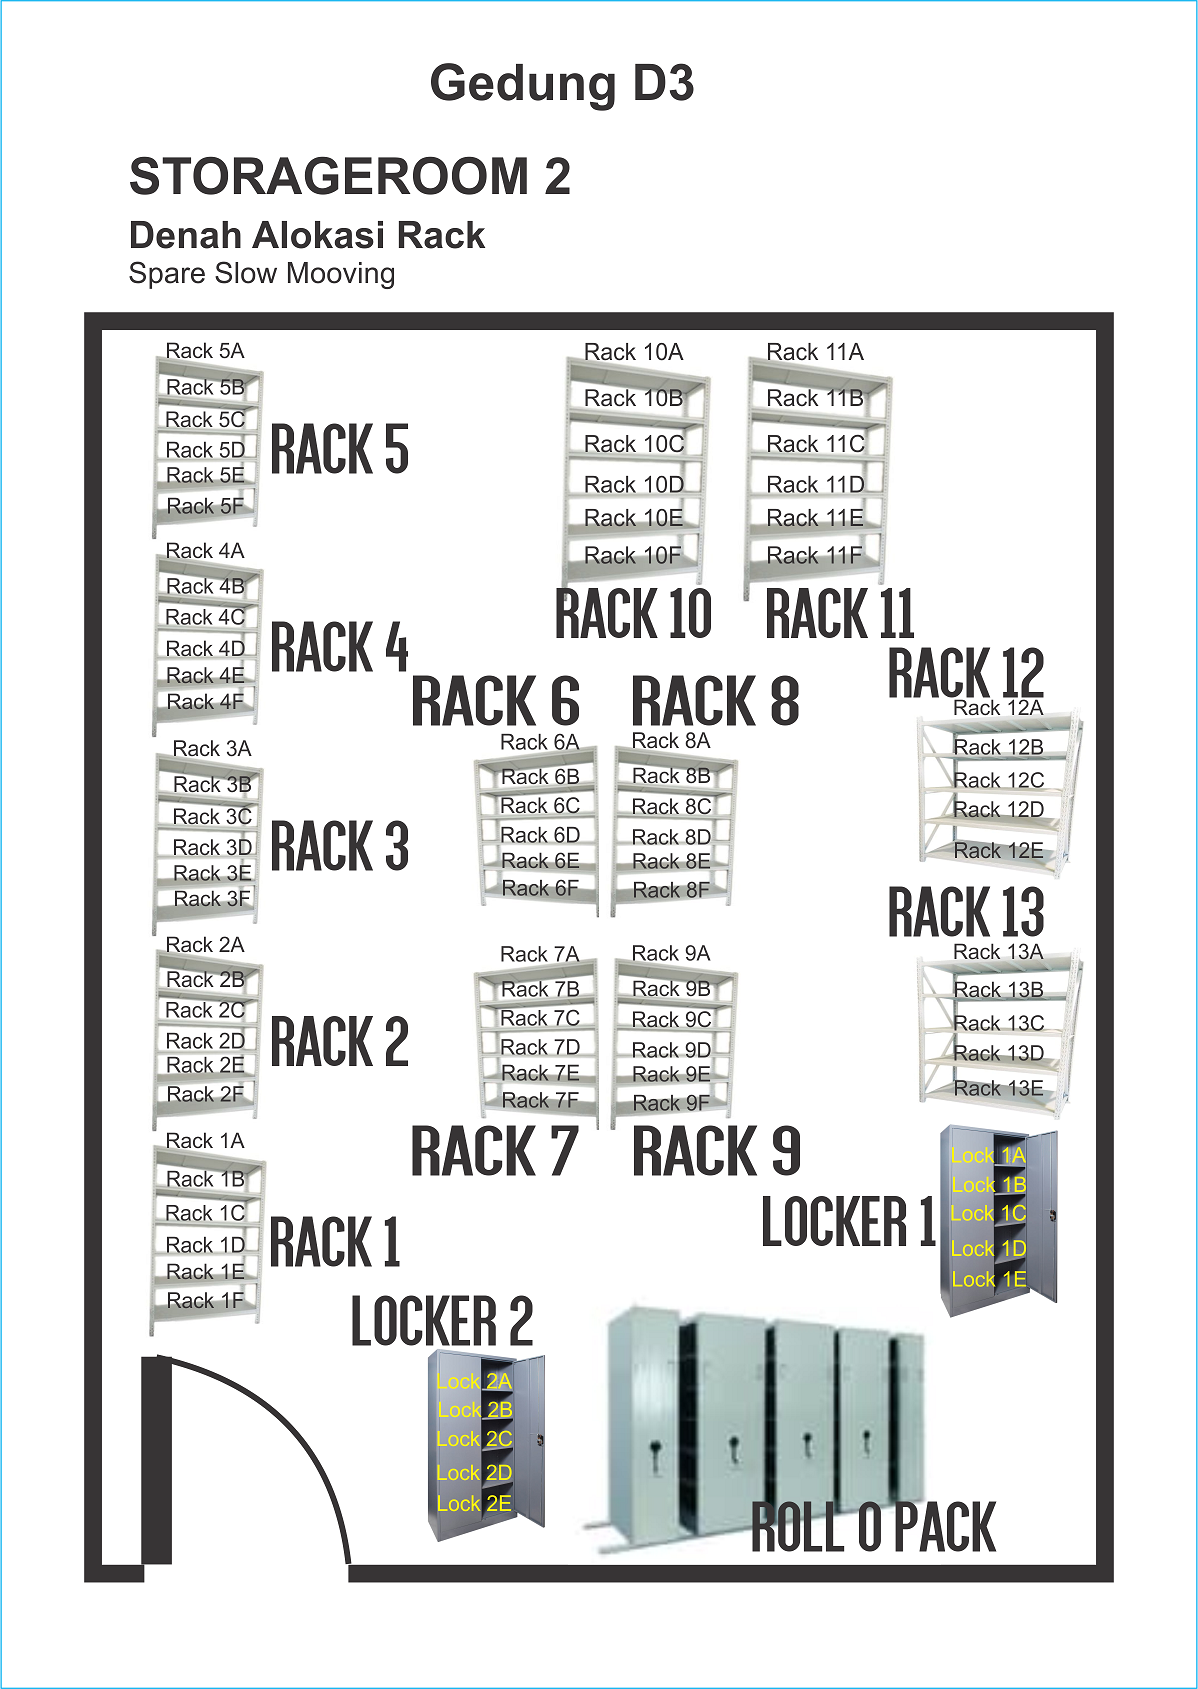 Gedung D3
STORAGEROOM 2
Denah Alokasi Rack
Spare Slow Mooving
Rack 5A
Rack 5B
Rack 5C
Rack 5D
Rack 5E
Rack 5F
RACK 5
Rack 4A
Rack 4B
Rack 4C
Rack 4D
Rack 4E
Rack 4F
RACK 4
Rack 3A
Rack 3B
Rack 3C
Rack 3D
Rack 3E
Rack 3F
RACK 3
Rack 2A
Rack 2B
Rack 2C
Rack 2D
Rack 2E
Rack 2F
RACK 2
Rack 1A
Rack 1B
Rack 1C
Rack 1D
Rack 1E
Rack 1F
RACK 1
Rack 10A
Rack 10B
Rack 10C
Rack 10D
Rack 10E
Rack 10F
RACK 10
Rack 11A
Rack 11B
Rack 11C
Rack 11D
Rack 11E
Rack 11F
RACK 11
RACK 6
Rack 6A
Rack 6B
Rack 6C
Rack 6D
Rack 6E
Rack 6F
RACK 8
Rack 8A
Rack 8B
Rack 8C
Rack 8D
Rack 8E
Rack 8F
Rack 7A
Rack 7B
Rack 7C
Rack 7D
Rack 7E
Rack 7F
RACK 7
Rack 9A
Rack 9B
Rack 9C
Rack 9D
Rack 9E
Rack 9F
RACK 9
RACK 12
Rack 12A
Rack 12B
Rack 12C
Rack 12D
Rack 12E
RACK 13
Rack 13A
Rack 13B
Rack 13C
Rack 13D
Rack 13E
LOCKER 1
Lock 1A
Lock 1B
Lock 1C
Lock 1D
Lock 1E
LOCKER 2
Lock 2A
Lock 2B
Lock 2C
Lock 2D
Lock 2E
ROLL O PACK